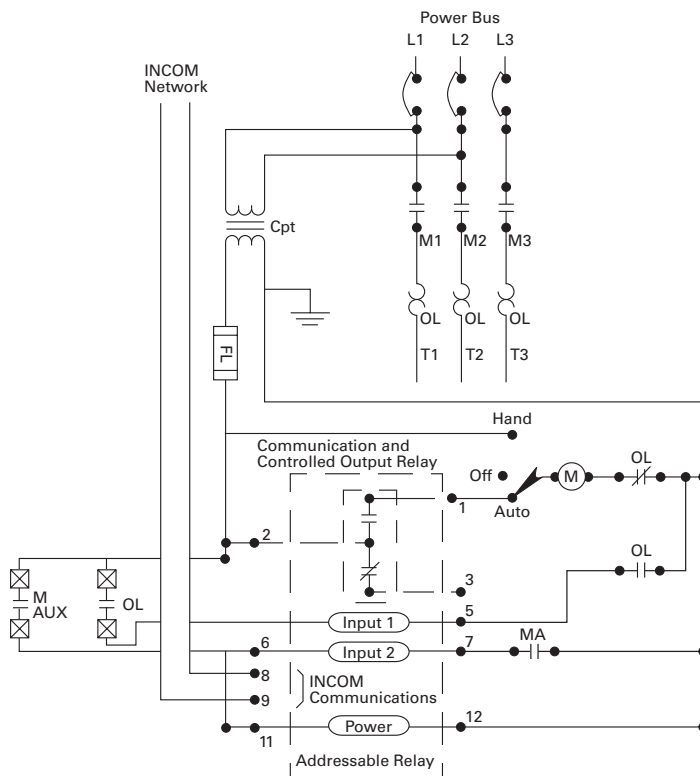 Power Bus
L1 L2 L3
INCOM
Network
Cpt
M1 M2 M3
OL OL OL
FL
T1 T2 T3
Hand
Communication and
Controlled Output Relay
Off
M
OL
1
Auto
2
OL
3
M
AUX
OL
5
Input 1
6
Input 2
7
MA
8
INCOM
Communications
9
11
Power
12
Addressable Relay